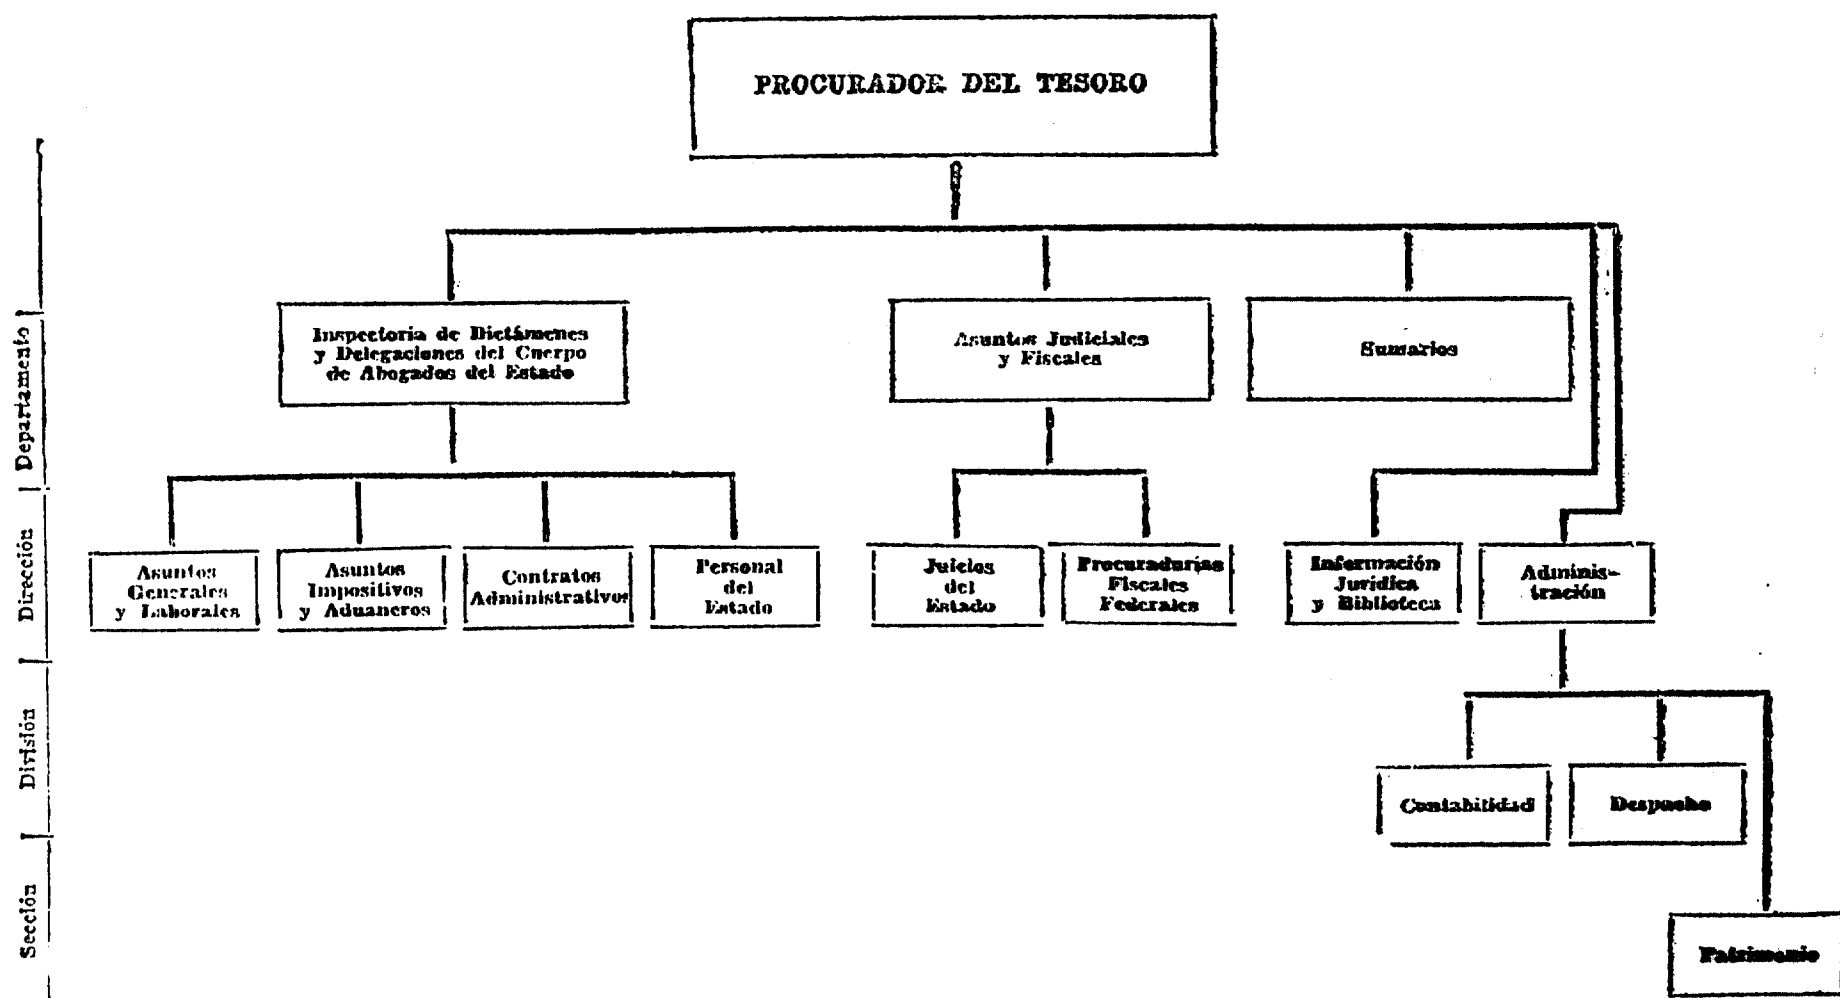 PROCURADOR DEL TESORO
Departamento
Inspectoria de Dictámenes
y Delegaciones del Cuerpo
de Abogados del Estado
Asuntos Judiciales
y Fiscales
Sumarios
Dirección
Asuntos
Generales
y Laborales
Asuntos
Impositivos
y Aduaneros
Contratos
Administrativos
Personal
del
Estado
Juicios
del
Estado
Procuradurías
Fiscales
Federales
Información
Jurídica
y Biblioteca
Adminis-
tración
División
Contabilidad
Despacho
Sección
Patrimonio